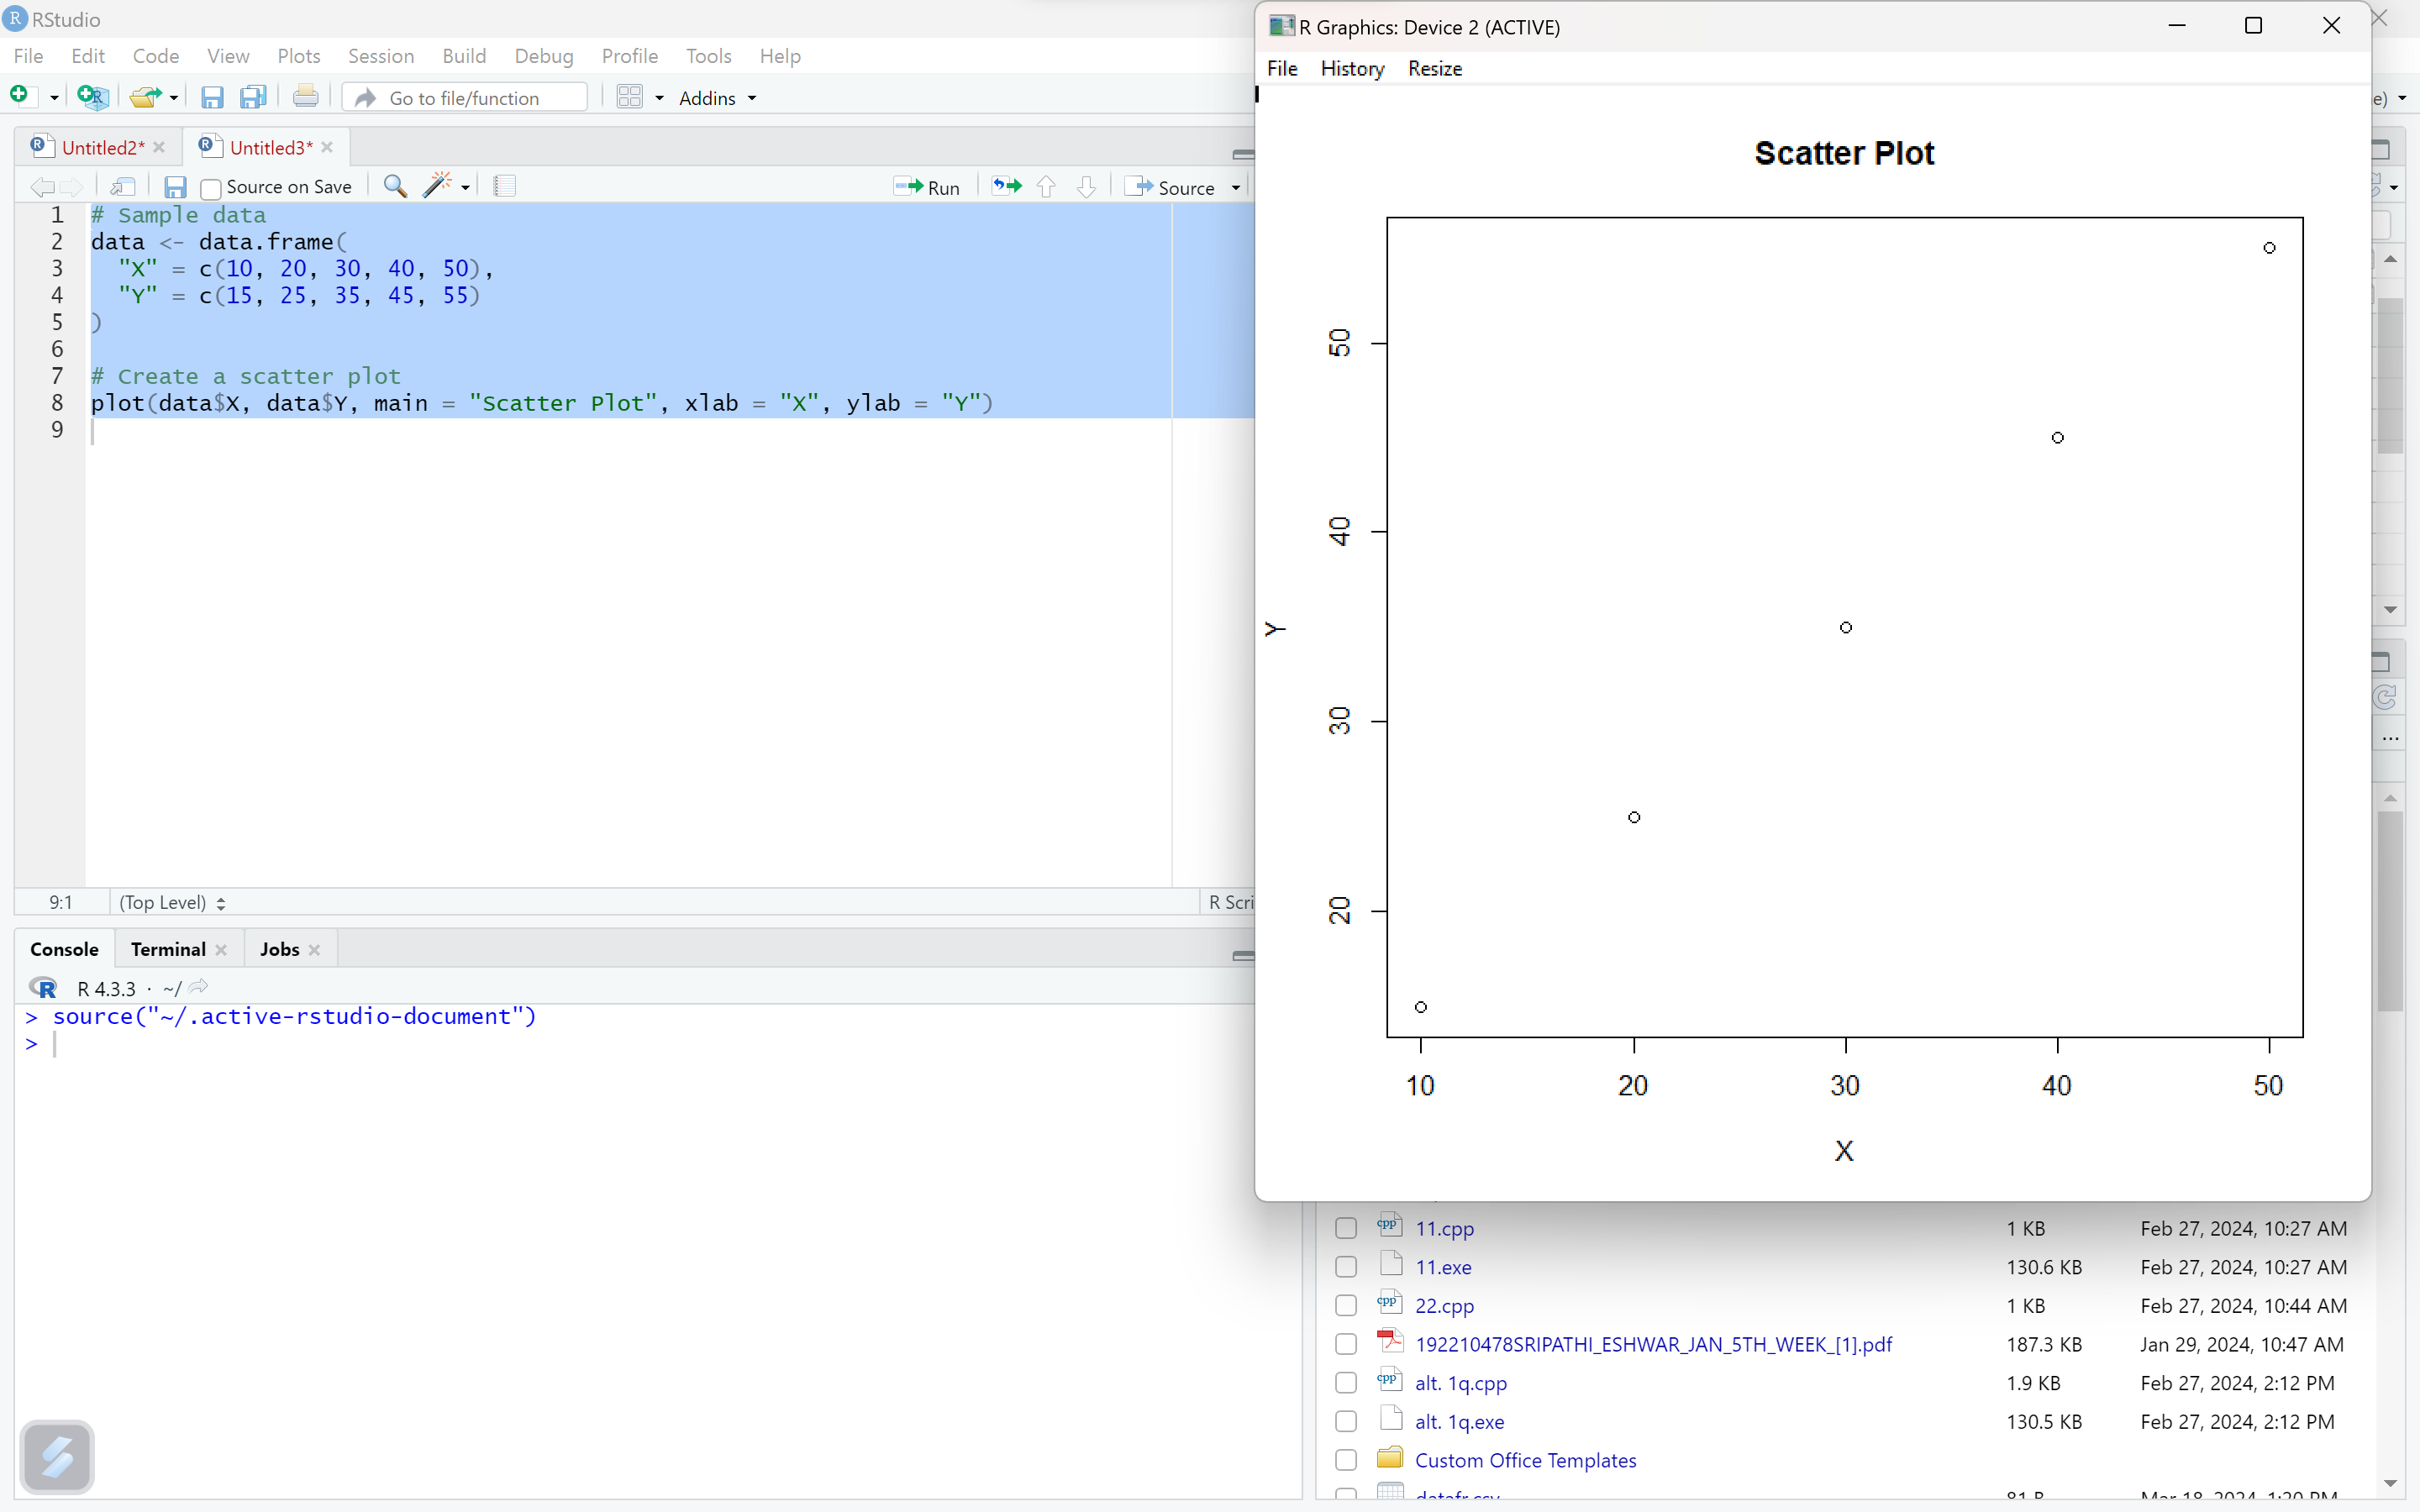 RStudio
File Edit Code View Plots Session Build Debug Profile Tools Help
Go to file/function Addins
Untitled2* Untitled3*
Source on Save Run Source
1 # Sample data
2 data <- data.frame(
3 "X" = c(10, 20, 30, 40, 50),
4 "Y" = c(15, 25, 35, 45, 55)
5 )
6
7 # Create a scatter plot
8 plot(data$X, data$Y, main = "Scatter Plot", xlab = "X", ylab = "Y")
9
9:1 (Top Level) R Scri
Console Terminal Jobs
R 4.3.3 · ~/
> source("~/.active-rstudio-document")
>
R Graphics: Device 2 (ACTIVE)
File History Resize
e)
Scatter Plot
50
40
30
20
Y
10 20 30 40 50
X
11.cpp 1 KB Feb 27, 2024, 10:27 AM
11.exe 130.6 KB Feb 27, 2024, 10:27 AM
22.cpp 1 KB Feb 27, 2024, 10:44 AM
192210478SRIPATHI_ESHWAR_JAN_5TH_WEEK_[1].pdf 187.3 KB Jan 29, 2024, 10:47 AM
alt. 1q.cpp 1.9 KB Feb 27, 2024, 2:12 PM
alt. 1q.exe 130.5 KB Feb 27, 2024, 2:12 PM
Custom Office Templates